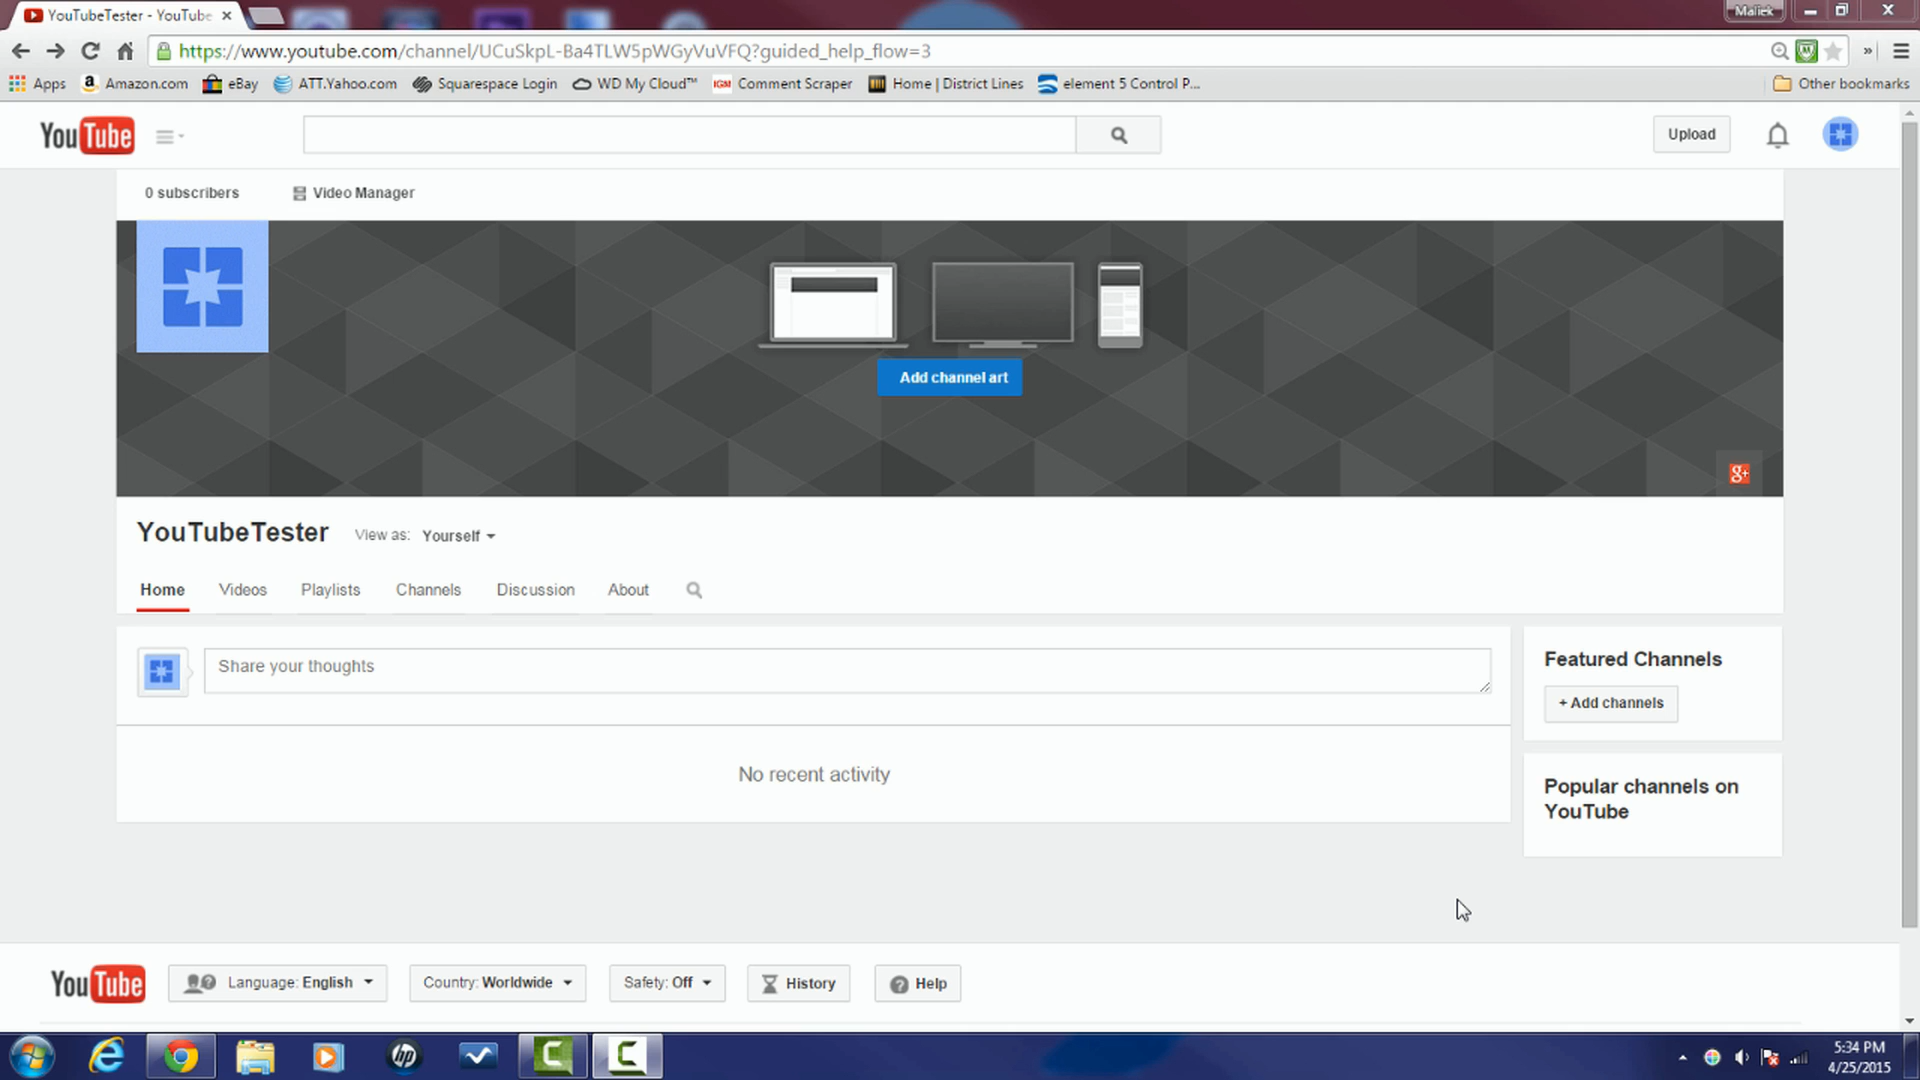 YouTubeTester - YouTube
Maliek
https://www.youtube.com/channel/UCuSkpL-Ba4TLW5pWGyVuVFQ?guided_help_flow=3
Apps Amazon.com eBay ATT.Yahoo.com Squarespace Login WD My Cloud™ IGM Comment Scraper Home | District Lines element 5 Control P... Other bookmarks
YouTube Upload
0 subscribers Video Manager
Add channel art
g+
YouTubeTester View as: Yourself
Home Videos Playlists Channels Discussion About
Share your thoughts
Featured Channels
+ Add channels
No recent activity
Popular channels on
YouTube
YouTube Language: English Country: Worldwide Safety: Off History Help
hp
5:34 PM
4/25/2015